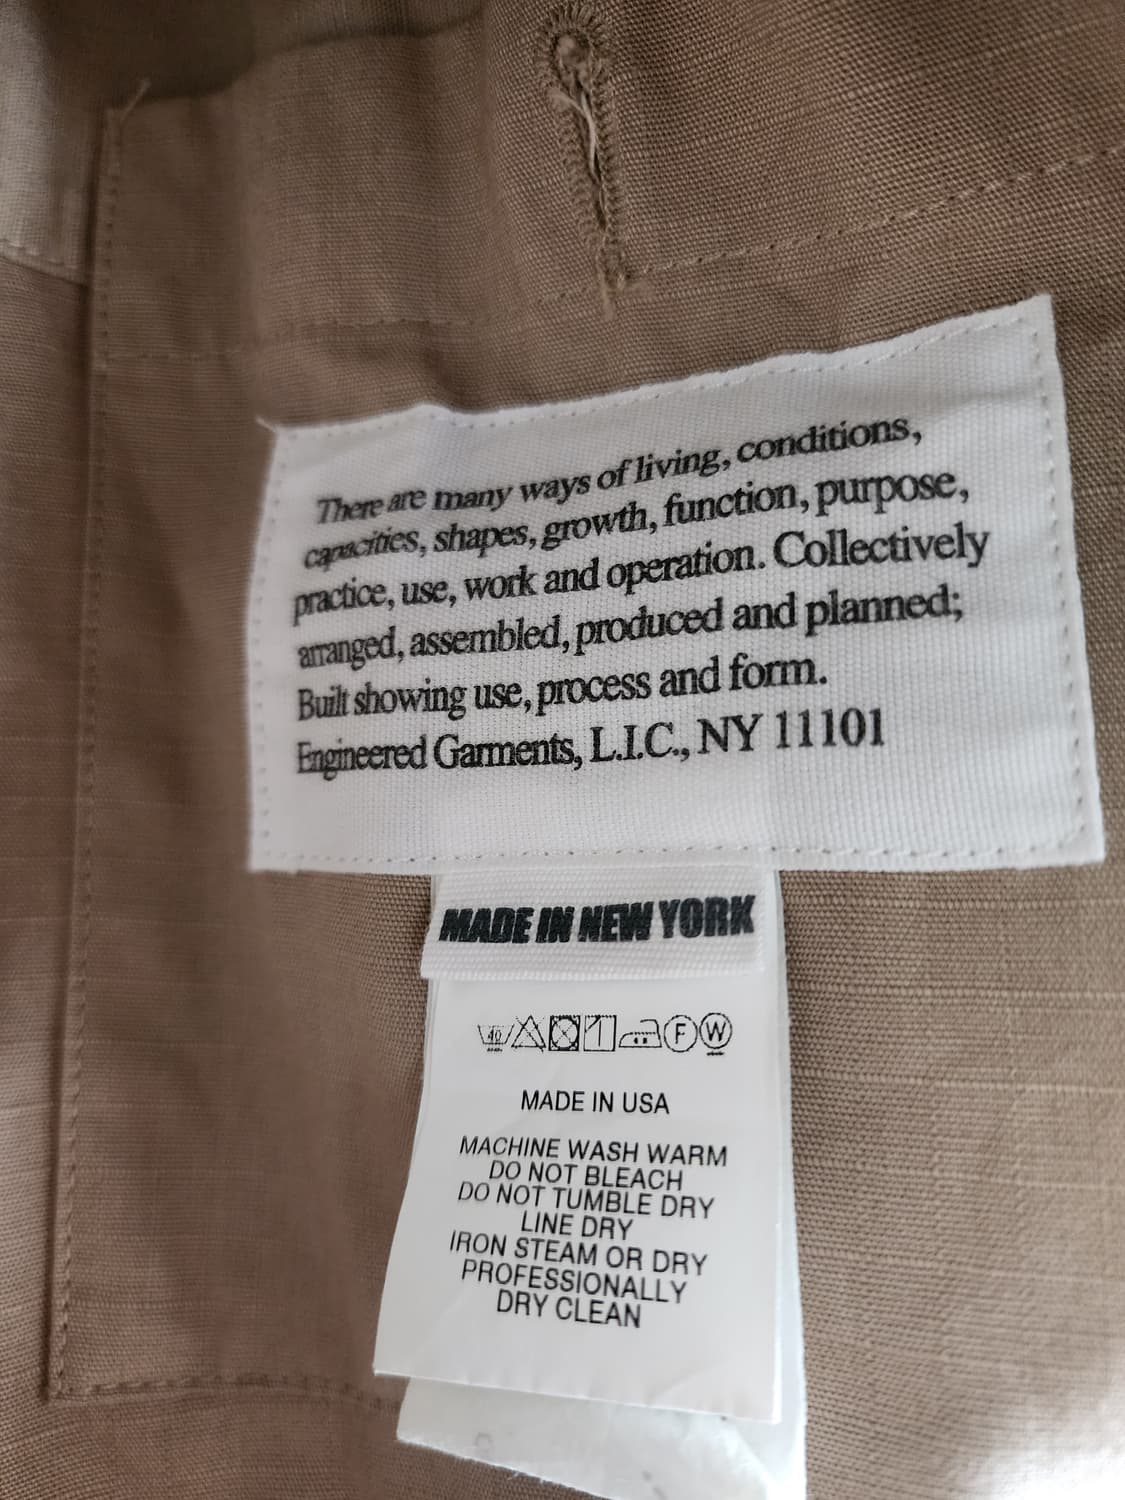 There are many ways of living, conditions,
capacities, shapes, growth, function, purpose,
practice, use, work and operation. Collectively
arranged, assembled, produced and planned;
Built showing use, process and form.
Engineered Garments, L.I.C., NY 11101
MADE IN NEW YORK
40 F W
MADE IN USA
MACHINE WASH WARM
DO NOT BLEACH
DO NOT TUMBLE DRY
LINE DRY
IRON STEAM OR DRY
PROFESSIONALLY
DRY CLEAN